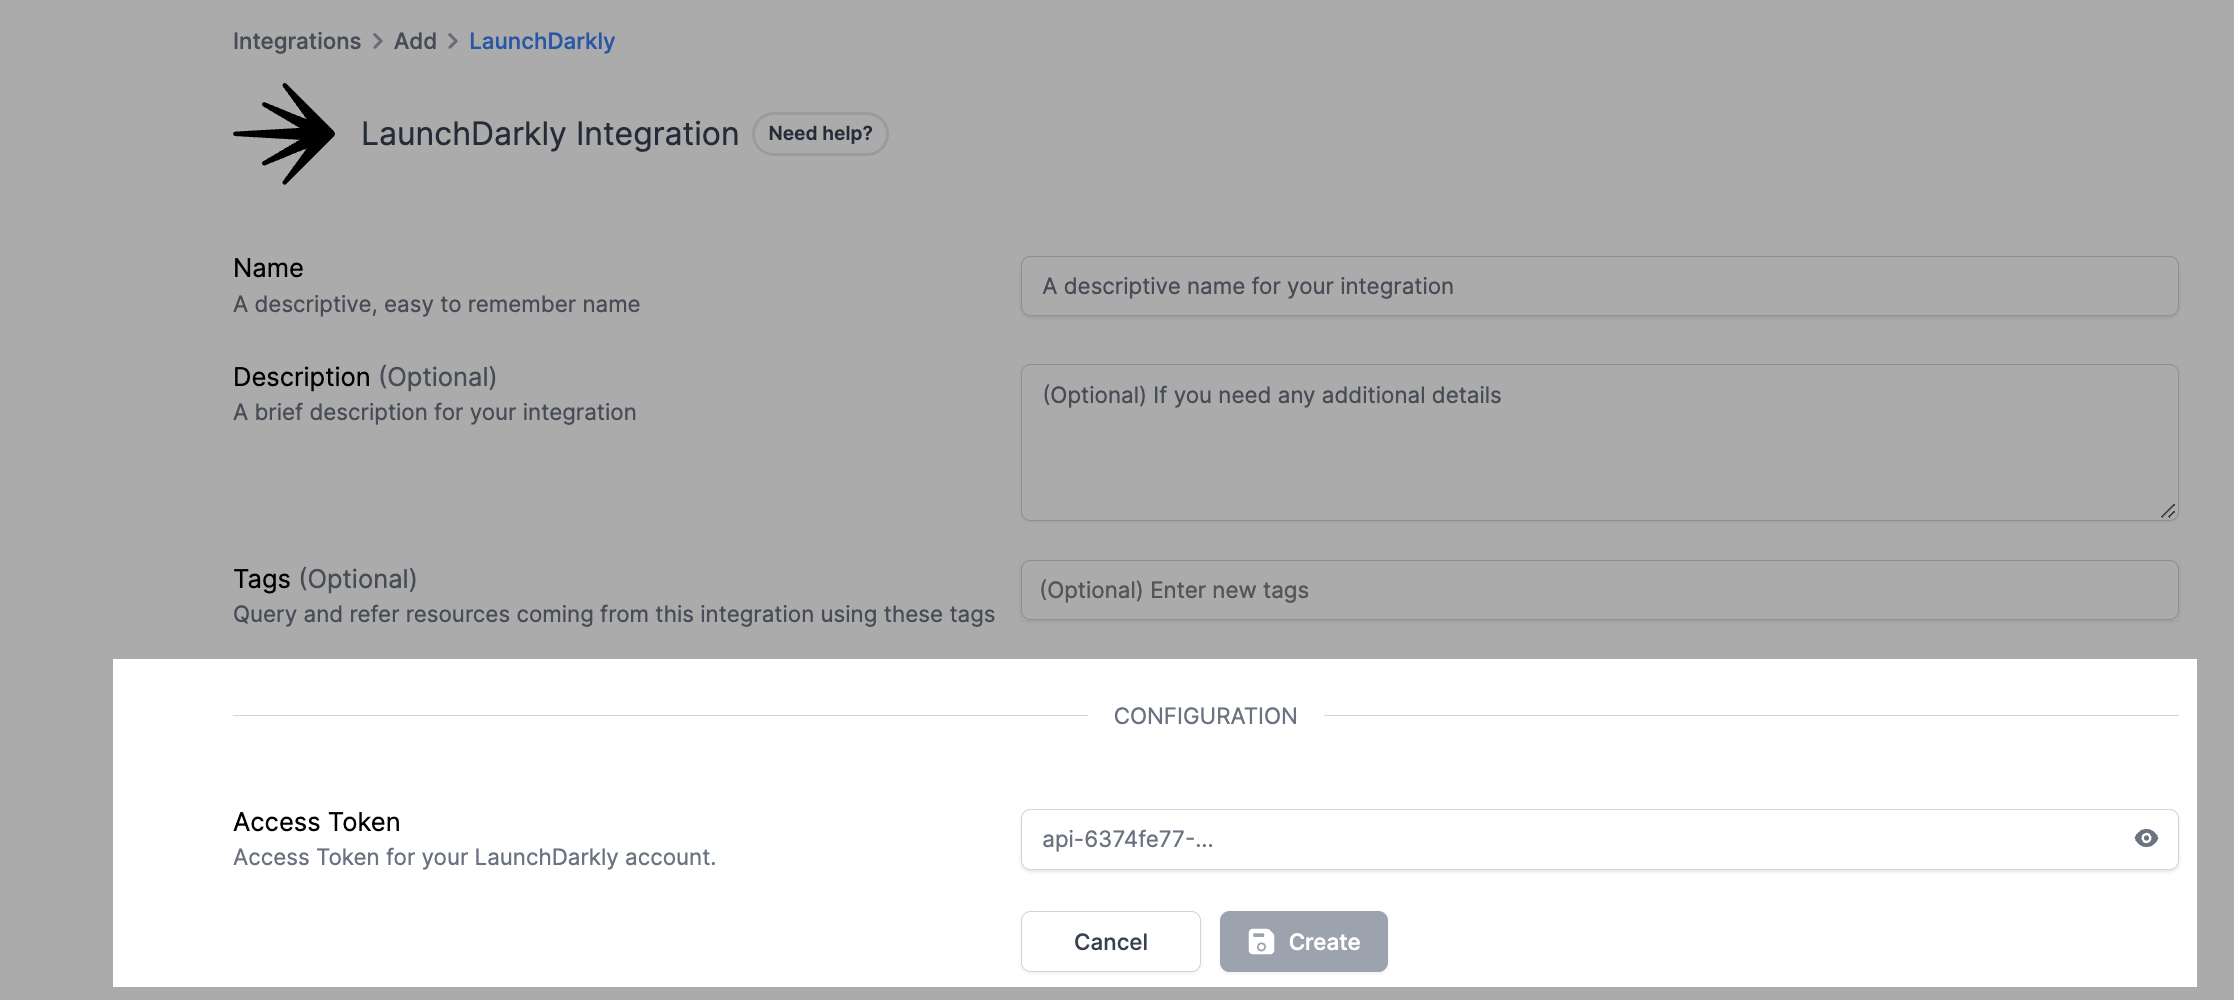 Integrations > Add > LaunchDarkly
LaunchDarkly Integration Need help?
Name
A descriptive, easy to remember name
A descriptive name for your integration
Description (Optional)
A brief description for your integration
(Optional) If you need any additional details
Tags (Optional)
Query and refer resources coming from this integration using these tags
(Optional) Enter new tags
CONFIGURATION
Access Token
Access Token for your LaunchDarkly account.
api-6374fe77-...
Cancel
Create